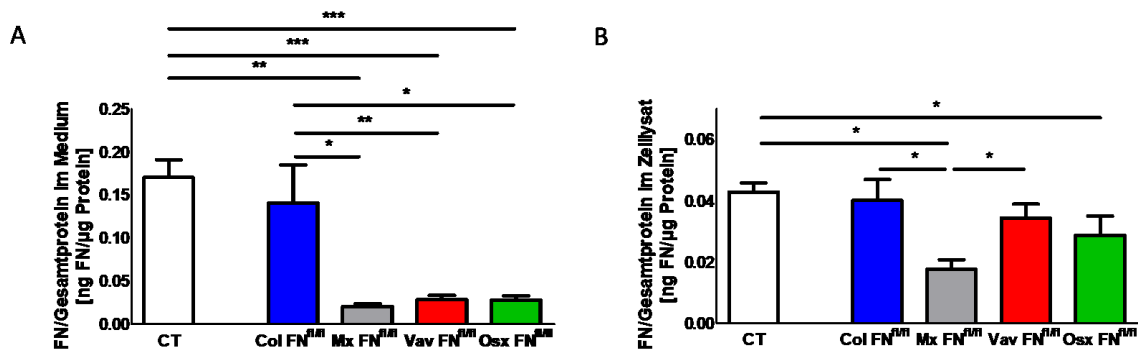 A
***
***
**
*
**
*
FN/Gesamtprotein im Medium
[ng FN/µg Protein]
0.25
0.20
0.15
0.10
0.05
0.00
CT
Col FNfl/fl
Mx FNfl/fl
Vav FNfl/fl
Osx FNfl/fl
B
*
*
*
*
FN/Gesamtprotein im Zelllysat
[ng FN/µg Protein]
0.06
0.04
0.02
0.00
CT
Col FNfl/fl
Mx FNfl/fl
Vav FNfl/fl
Osx FNfl/fl